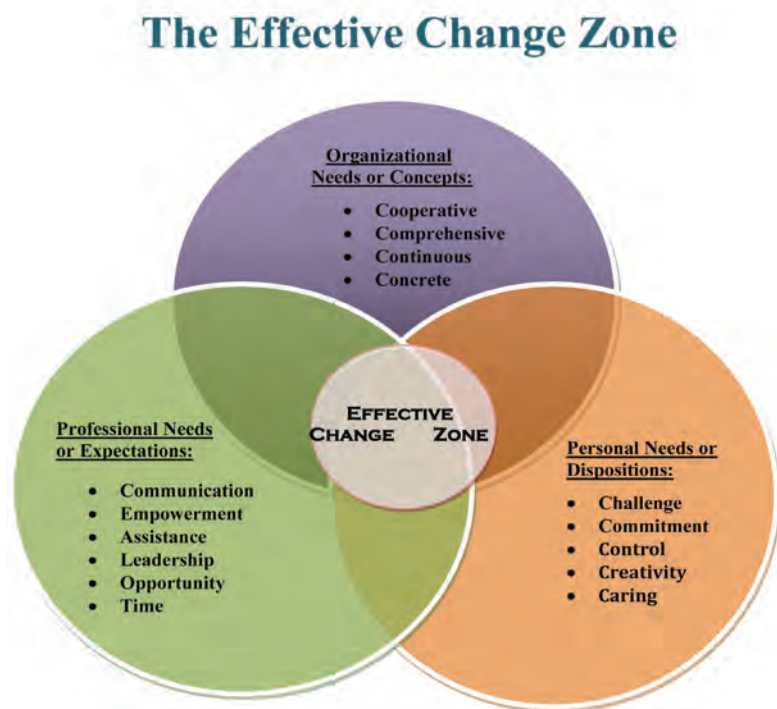 The Effective Change Zone
Organizational
Needs or Concepts:
• Cooperative
• Comprehensive
• Continuous
• Concrete
EFFECTIVE
CHANGE ZONE
Professional Needs
or Expectations:
• Communication
• Empowerment
• Assistance
• Leadership
• Opportunity
• Time
Personal Needs or
Dispositions:
• Challenge
• Commitment
• Control
• Creativity
• Caring